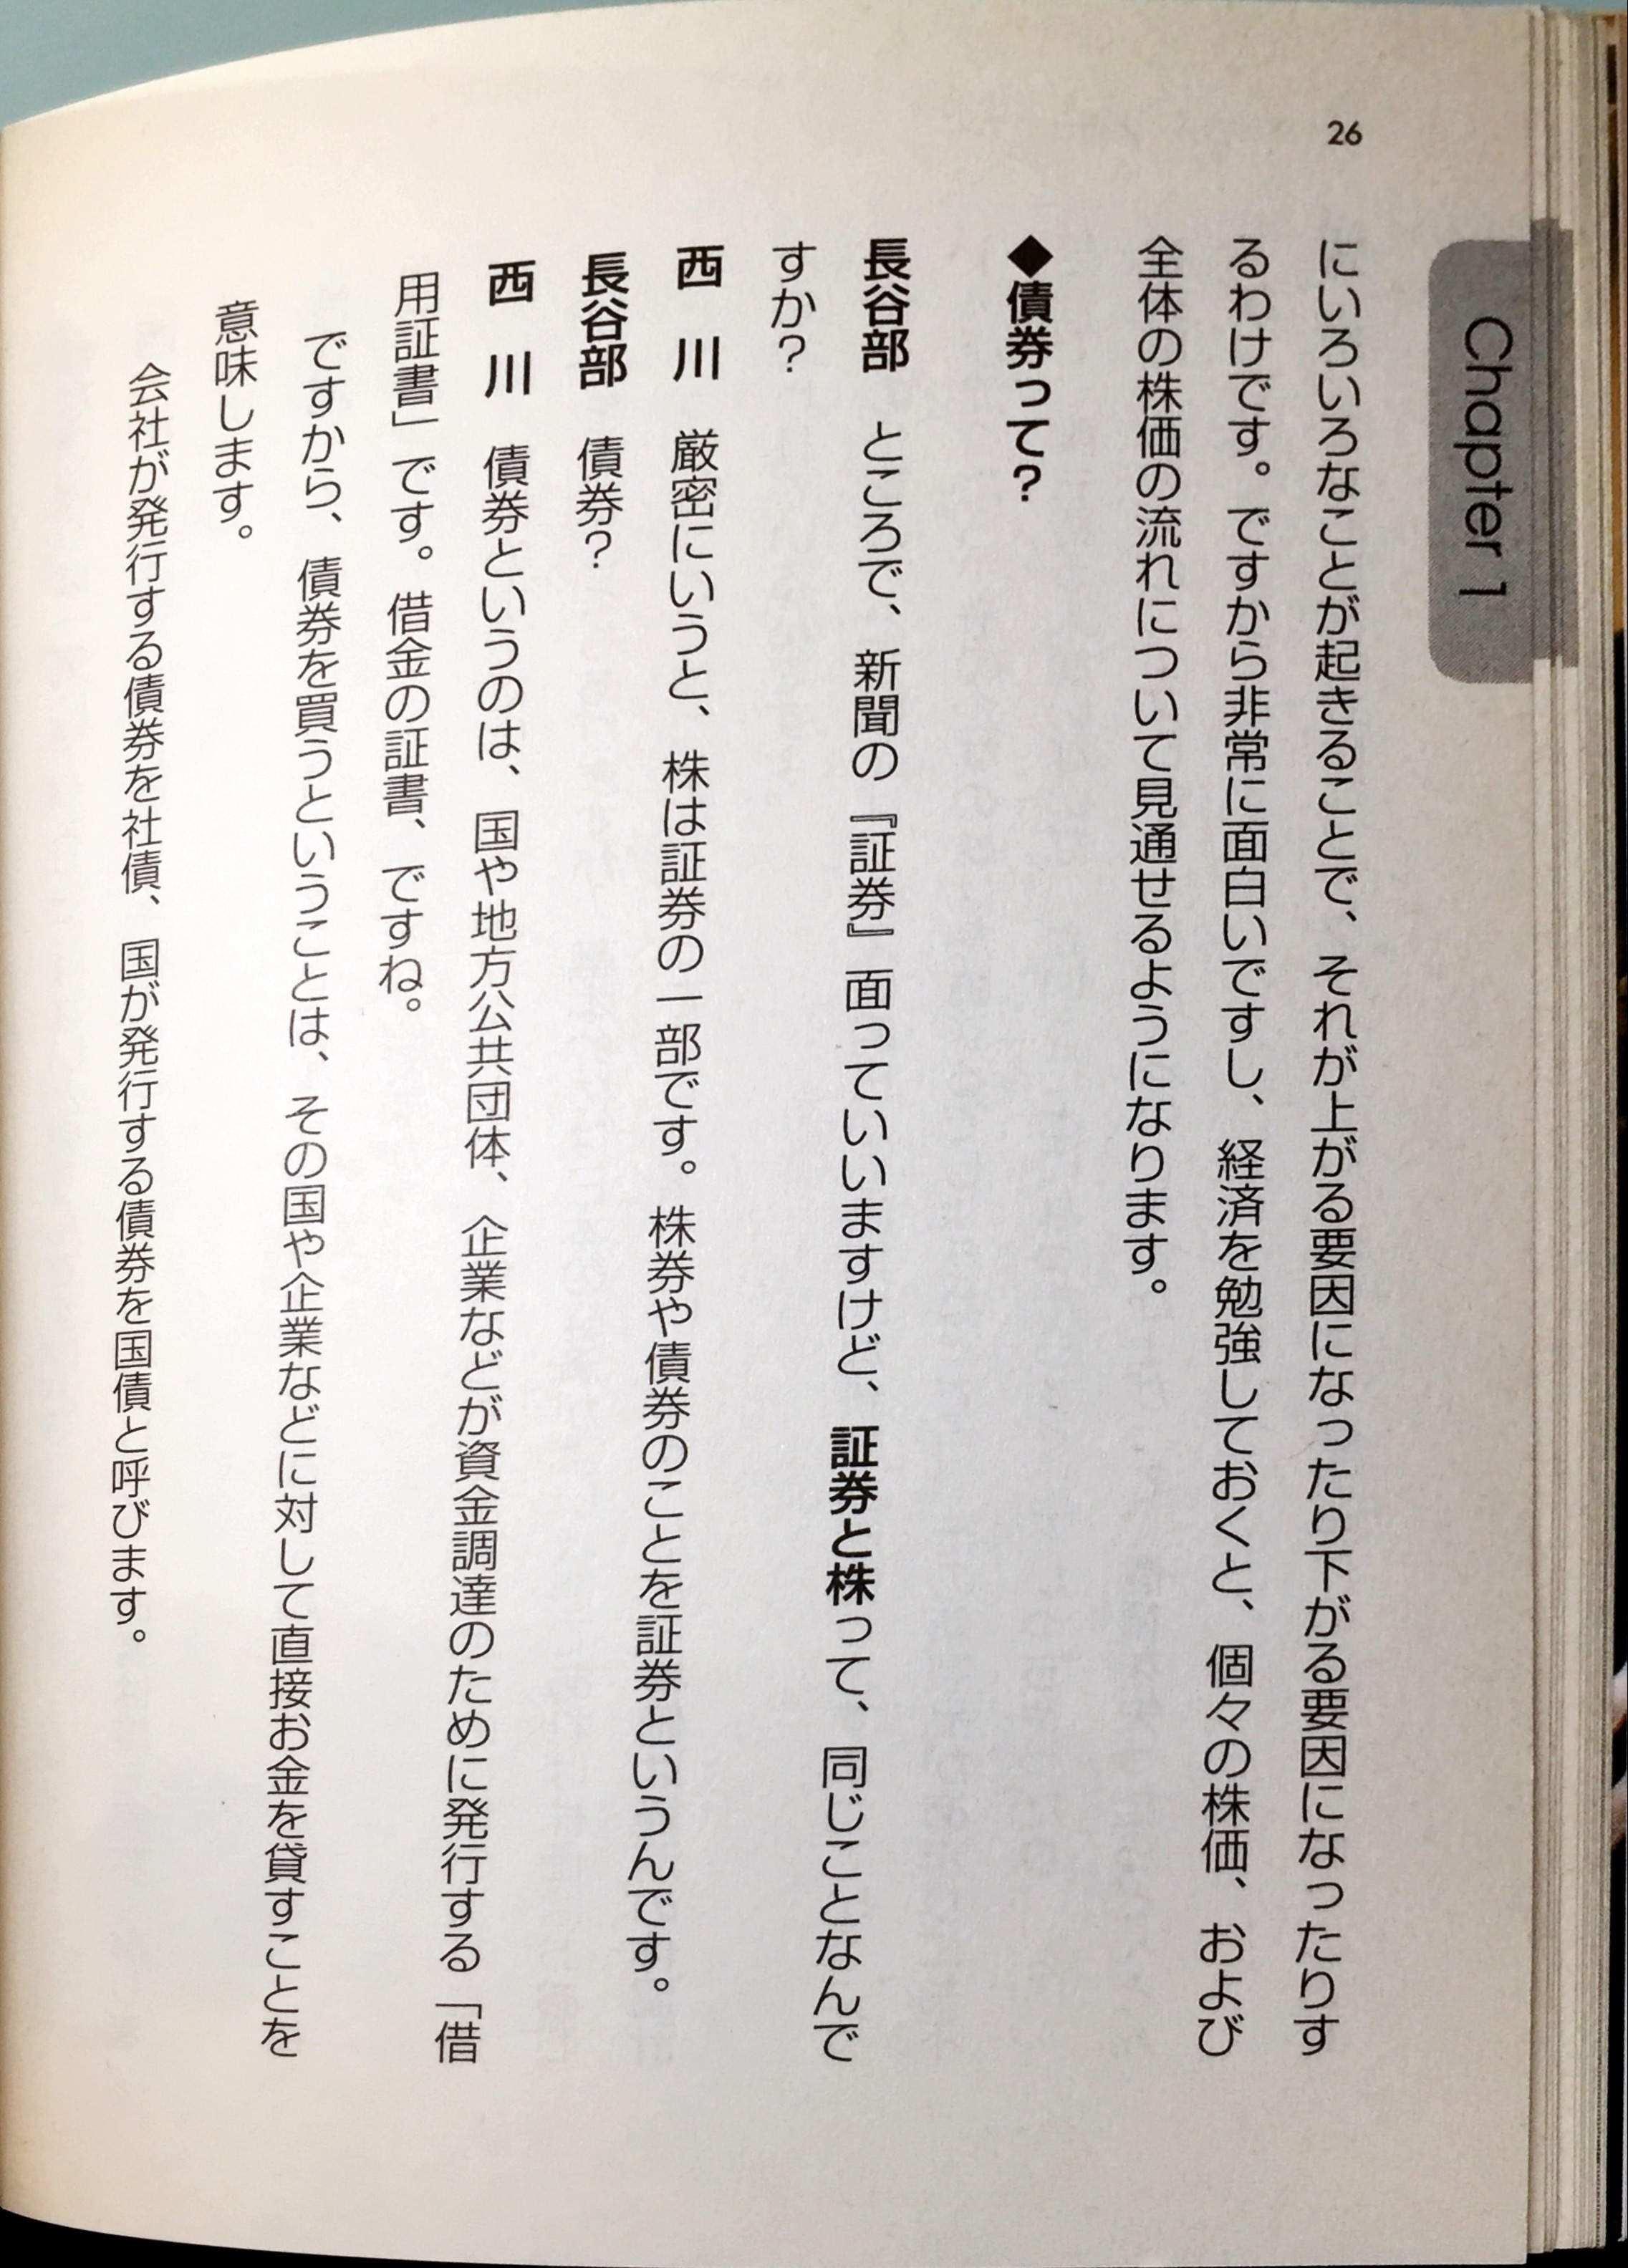 26
Chapter 1
にいろいろなことが起きることで、それが上がる要因になったり下がる要因になったりす
るわけです。ですから非常に面白いですし、経済を勉強しておくと、個々の株価、および
全体の株価の流れについて見通せるようになります。
◆債券って？
長谷部　ところで、新聞の『証券』面っていいますけど、証券と株って、同じことなんで
すか？
西　川　厳密にいうと、株は証券の一部です。株券や債券のことを証券というんです。
長谷部　債券？
西　川　債券というのは、国や地方公共団体、企業などが資金調達のために発行する「借
用証書」です。借金の証書、ですね。
ですから、債券を買うということは、その国や企業などに対して直接お金を貸すことを
意味します。
会社が発行する債券を社債、国が発行する債券を国債と呼びます。